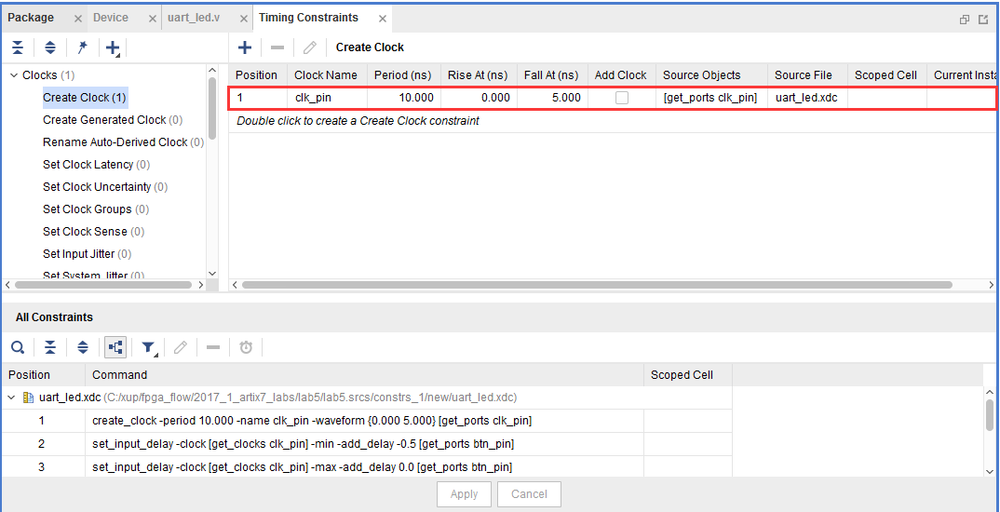 Package Device uart_led.v Timing Constraints
Create Clock
Clocks (1)
Create Clock (1)
Create Generated Clock (0)
Rename Auto-Derived Clock (0)
Set Clock Latency (0)
Set Clock Uncertainty (0)
Set Clock Groups (0)
Set Clock Sense (0)
Set Input Jitter (0)
Set System Jitter (0)
Position Clock Name Period (ns) Rise At (ns) Fall At (ns) Add Clock Source Objects Source File Scoped Cell Current Insta
1 clk_pin 10.000 0.000 5.000 [get_ports clk_pin] uart_led.xdc
Double click to create a Create Clock constraint
All Constraints
Position Command Scoped Cell
uart_led.xdc (C:/xup/fpga_flow/2017_1_artix7_labs/lab5/lab5.srcs/constrs_1/new/uart_led.xdc)
1 create_clock -period 10.000 -name clk_pin -waveform {0.000 5.000} [get_ports clk_pin]
2 set_input_delay -clock [get_clocks clk_pin] -min -add_delay -0.5 [get_ports btn_pin]
3 set_input_delay -clock [get_clocks clk_pin] -max -add_delay 0.0 [get_ports btn_pin]
Apply Cancel